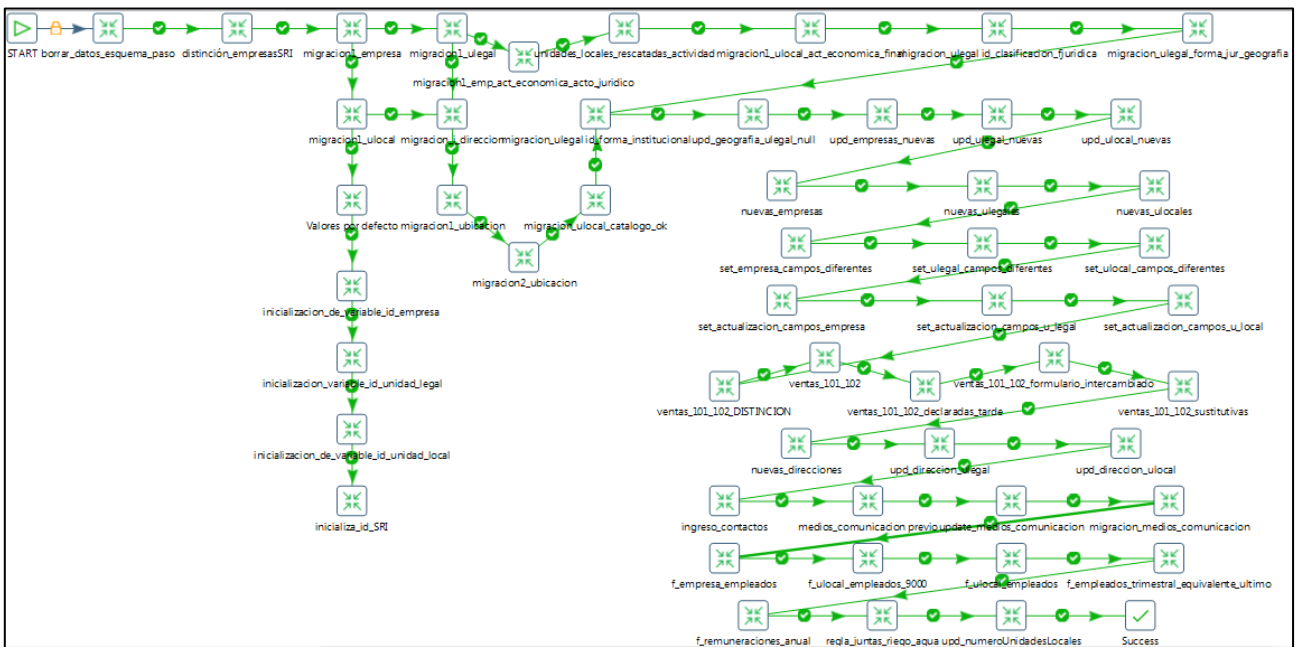 START borrar_datos_esquema_paso distinción_empresasSRI migracion1_empresa migracion1_ulegal unidades_locales_rescatadas_actividad migracion1_ulocal_act_economica_final migracion_ulegal id_clasificacion_fjuridica migracion_ulegal_forma_jur_geografia
migracion1_emp_act_economica_acto_juridico
migracion1_ulocal migracion_i_direccion migracion_ulegal id_forma_institucional upd_geografia_ulegal_null upd_empresas_nuevas upd_ulegal_nuevas upd_ulocal_nuevas
nuevas_empresas nuevas_ulegales nuevas_ulocales
Valores por defecto migracion1_ubicacion migracion_ulocal_catalogo_ok
set_empresa_campos_diferentes set_ulegal_campos_diferentes set_ulocal_campos_diferentes
migracion2_ubicacion
inicializacion_de_variable_id_empresa
set_actualizacion_campos_empresa set_actualizacion_campos_u_legal set_actualizacion_campos_u_local
inicializacion_variable_id_unidad_legal
ventas_101_102 ventas_101_102_formulario_intercambiado
ventas_101_102_DISTINCION ventas_101_102_declaradas_tarde ventas_101_102_sustitutivas
inicializacion_de_variable_id_unidad_local
nuevas_direcciones upd_direccion_ulegal upd_direccion_ulocal
inicializa_id_SRI
ingreso_contactos medios_comunicacion previo update_medios_comunicacion migracion_medios_comunicacion
f_empresa_empleados f_ulocal_empleados_9000 f_ulocal_empleados f_empleados_trimestral_equivalente_ultimo
f_remuneraciones_anual regla_juntas_riego_agua upd_numeroUnidadesLocales Success